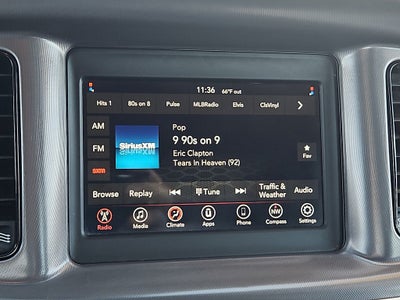 11:36 66°F out
Hits 1 80s on 8 Pulse MLBRadio Elvis ClsVinyl
AM
FM
SXM
SiriusXM
Pop
9 90s on 9
Eric Clapton
Tears In Heaven (92)
Fav
Browse Replay Tune Traffic & Weather Audio
Radio Media Climate Apps Phone NW Compass Settings